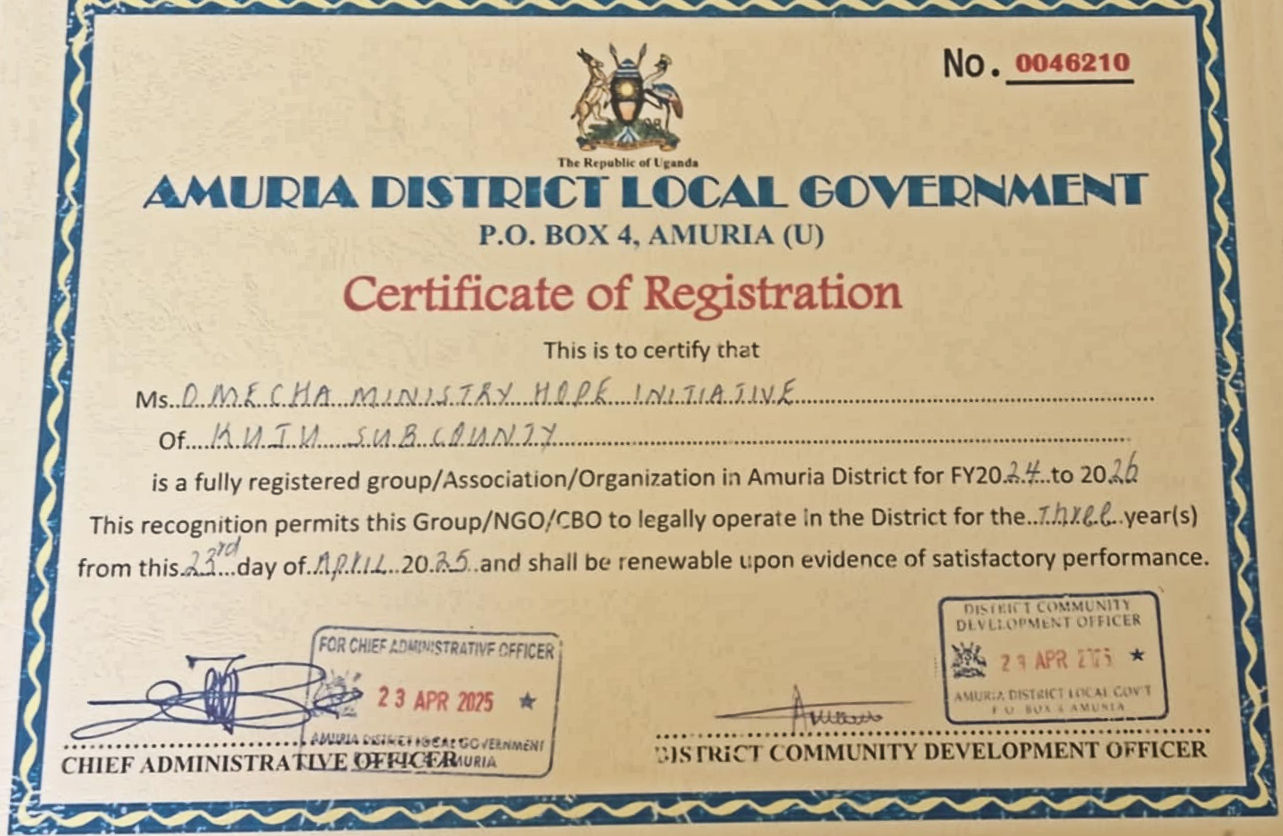 No. 0046210
The Republic of Uganda
AMURIA DISTRICT LOCAL GOVERNMENT
P.O. BOX 4, AMURIA (U)
Certificate of Registration
This is to certify that
Ms. OMECHA MINISTRY HOPE INITIATIVE
Of KUJU SUBCOUNTY
is a fully registered group/Association/Organization in Amuria District for FY2024 to 2026
This recognition permits this Group/NGO/CBO to legally operate in the District for the Three year(s)
from this 23rd day of APRIL 2025 and shall be renewable upon evidence of satisfactory performance.
FOR CHIEF ADMINISTRATIVE OFFICER
23 APR 2025
AMURIA DISTRICT LOCAL GOVERNMENT
AMURIA
CHIEF ADMINISTRATIVE OFFICER
DISTRICT COMMUNITY
DEVELOPMENT OFFICER
APR
AMURIA DISTRICT LOCAL GOV'T
P.O. BOX 4 AMURIA
DISTRICT COMMUNITY DEVELOPMENT OFFICER